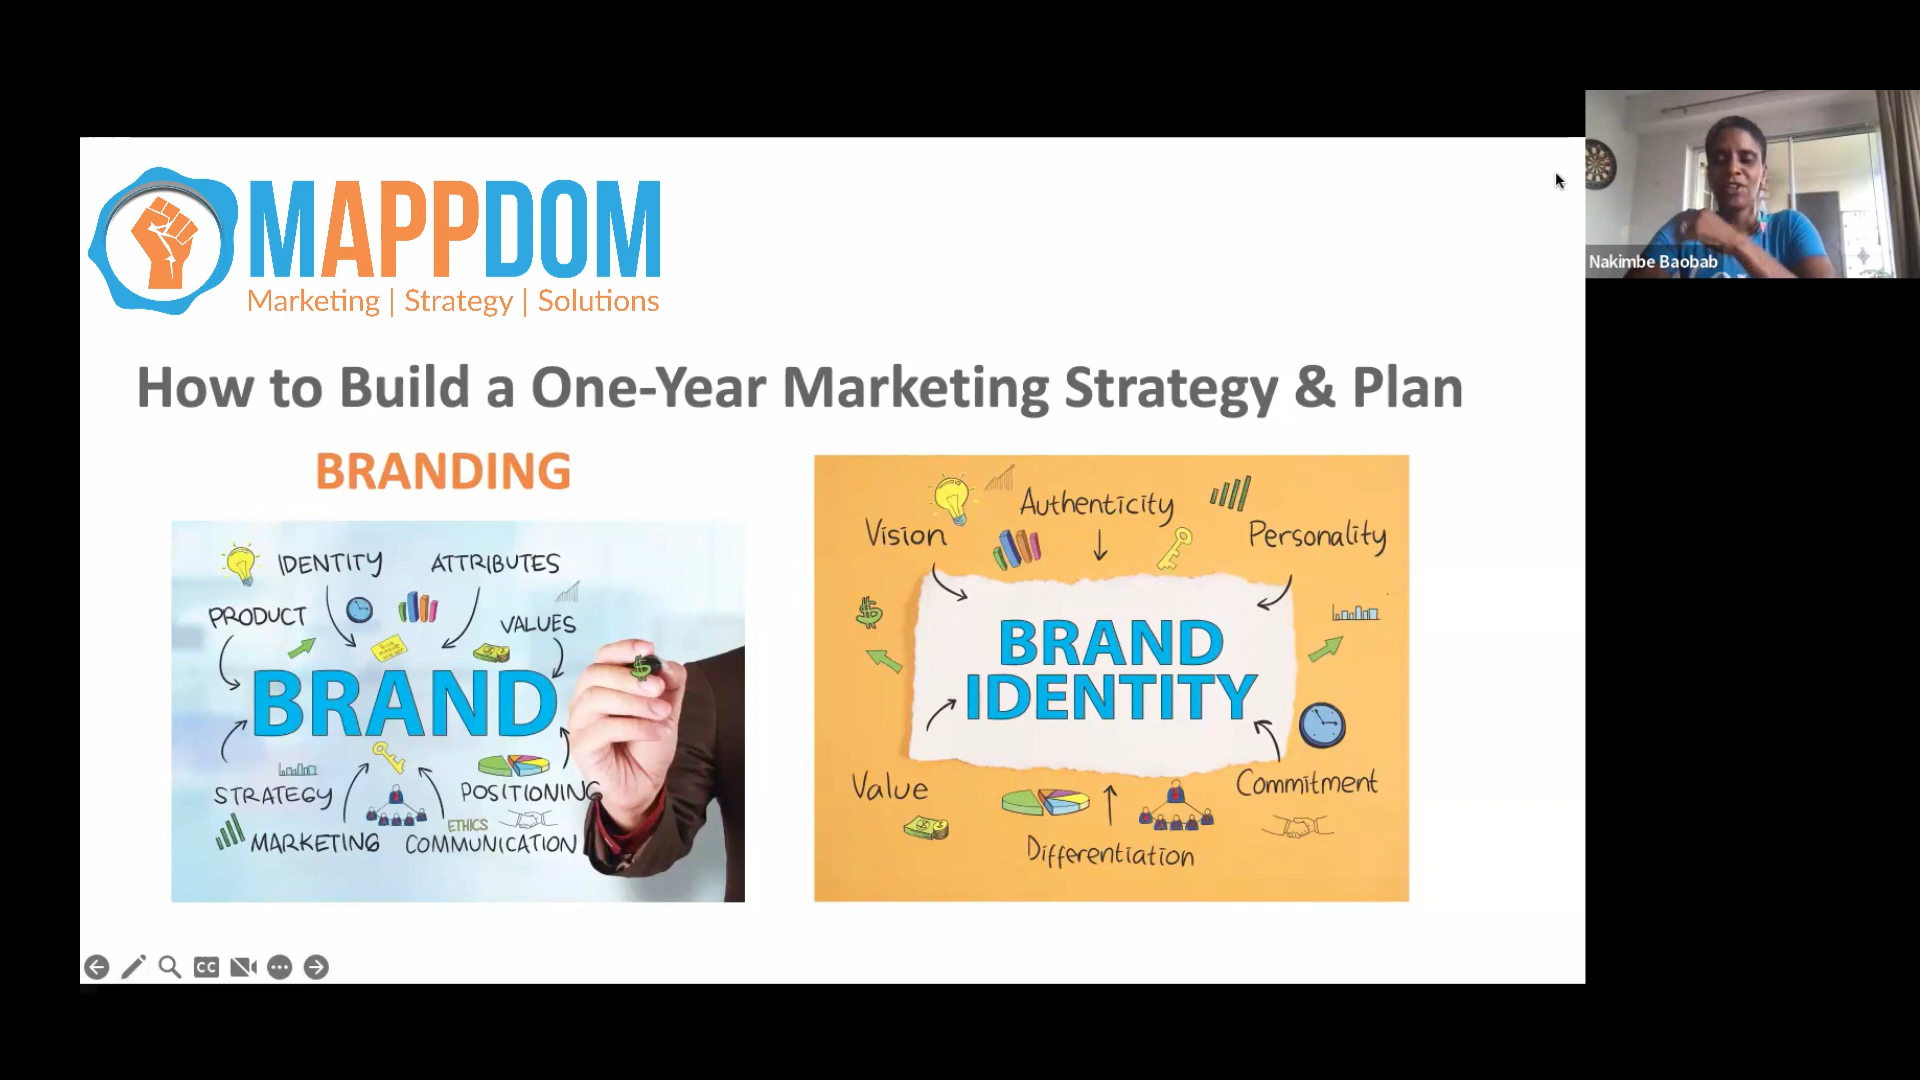 MAPPDOM
Marketing | Strategy | Solutions
Nakimbe Baobab
How to Build a One-Year Marketing Strategy & Plan
BRANDING
IDENTITY
ATTRIBUTES
PRODUCT
VALUES
$
BRAND
STRATEGY
POSITIONING
ETHICS
MARKETING
COMMUNICATION
Authenticity
Vision
Personality
$
BRAND
IDENTITY
Value
Commitment
Differentiation
CC